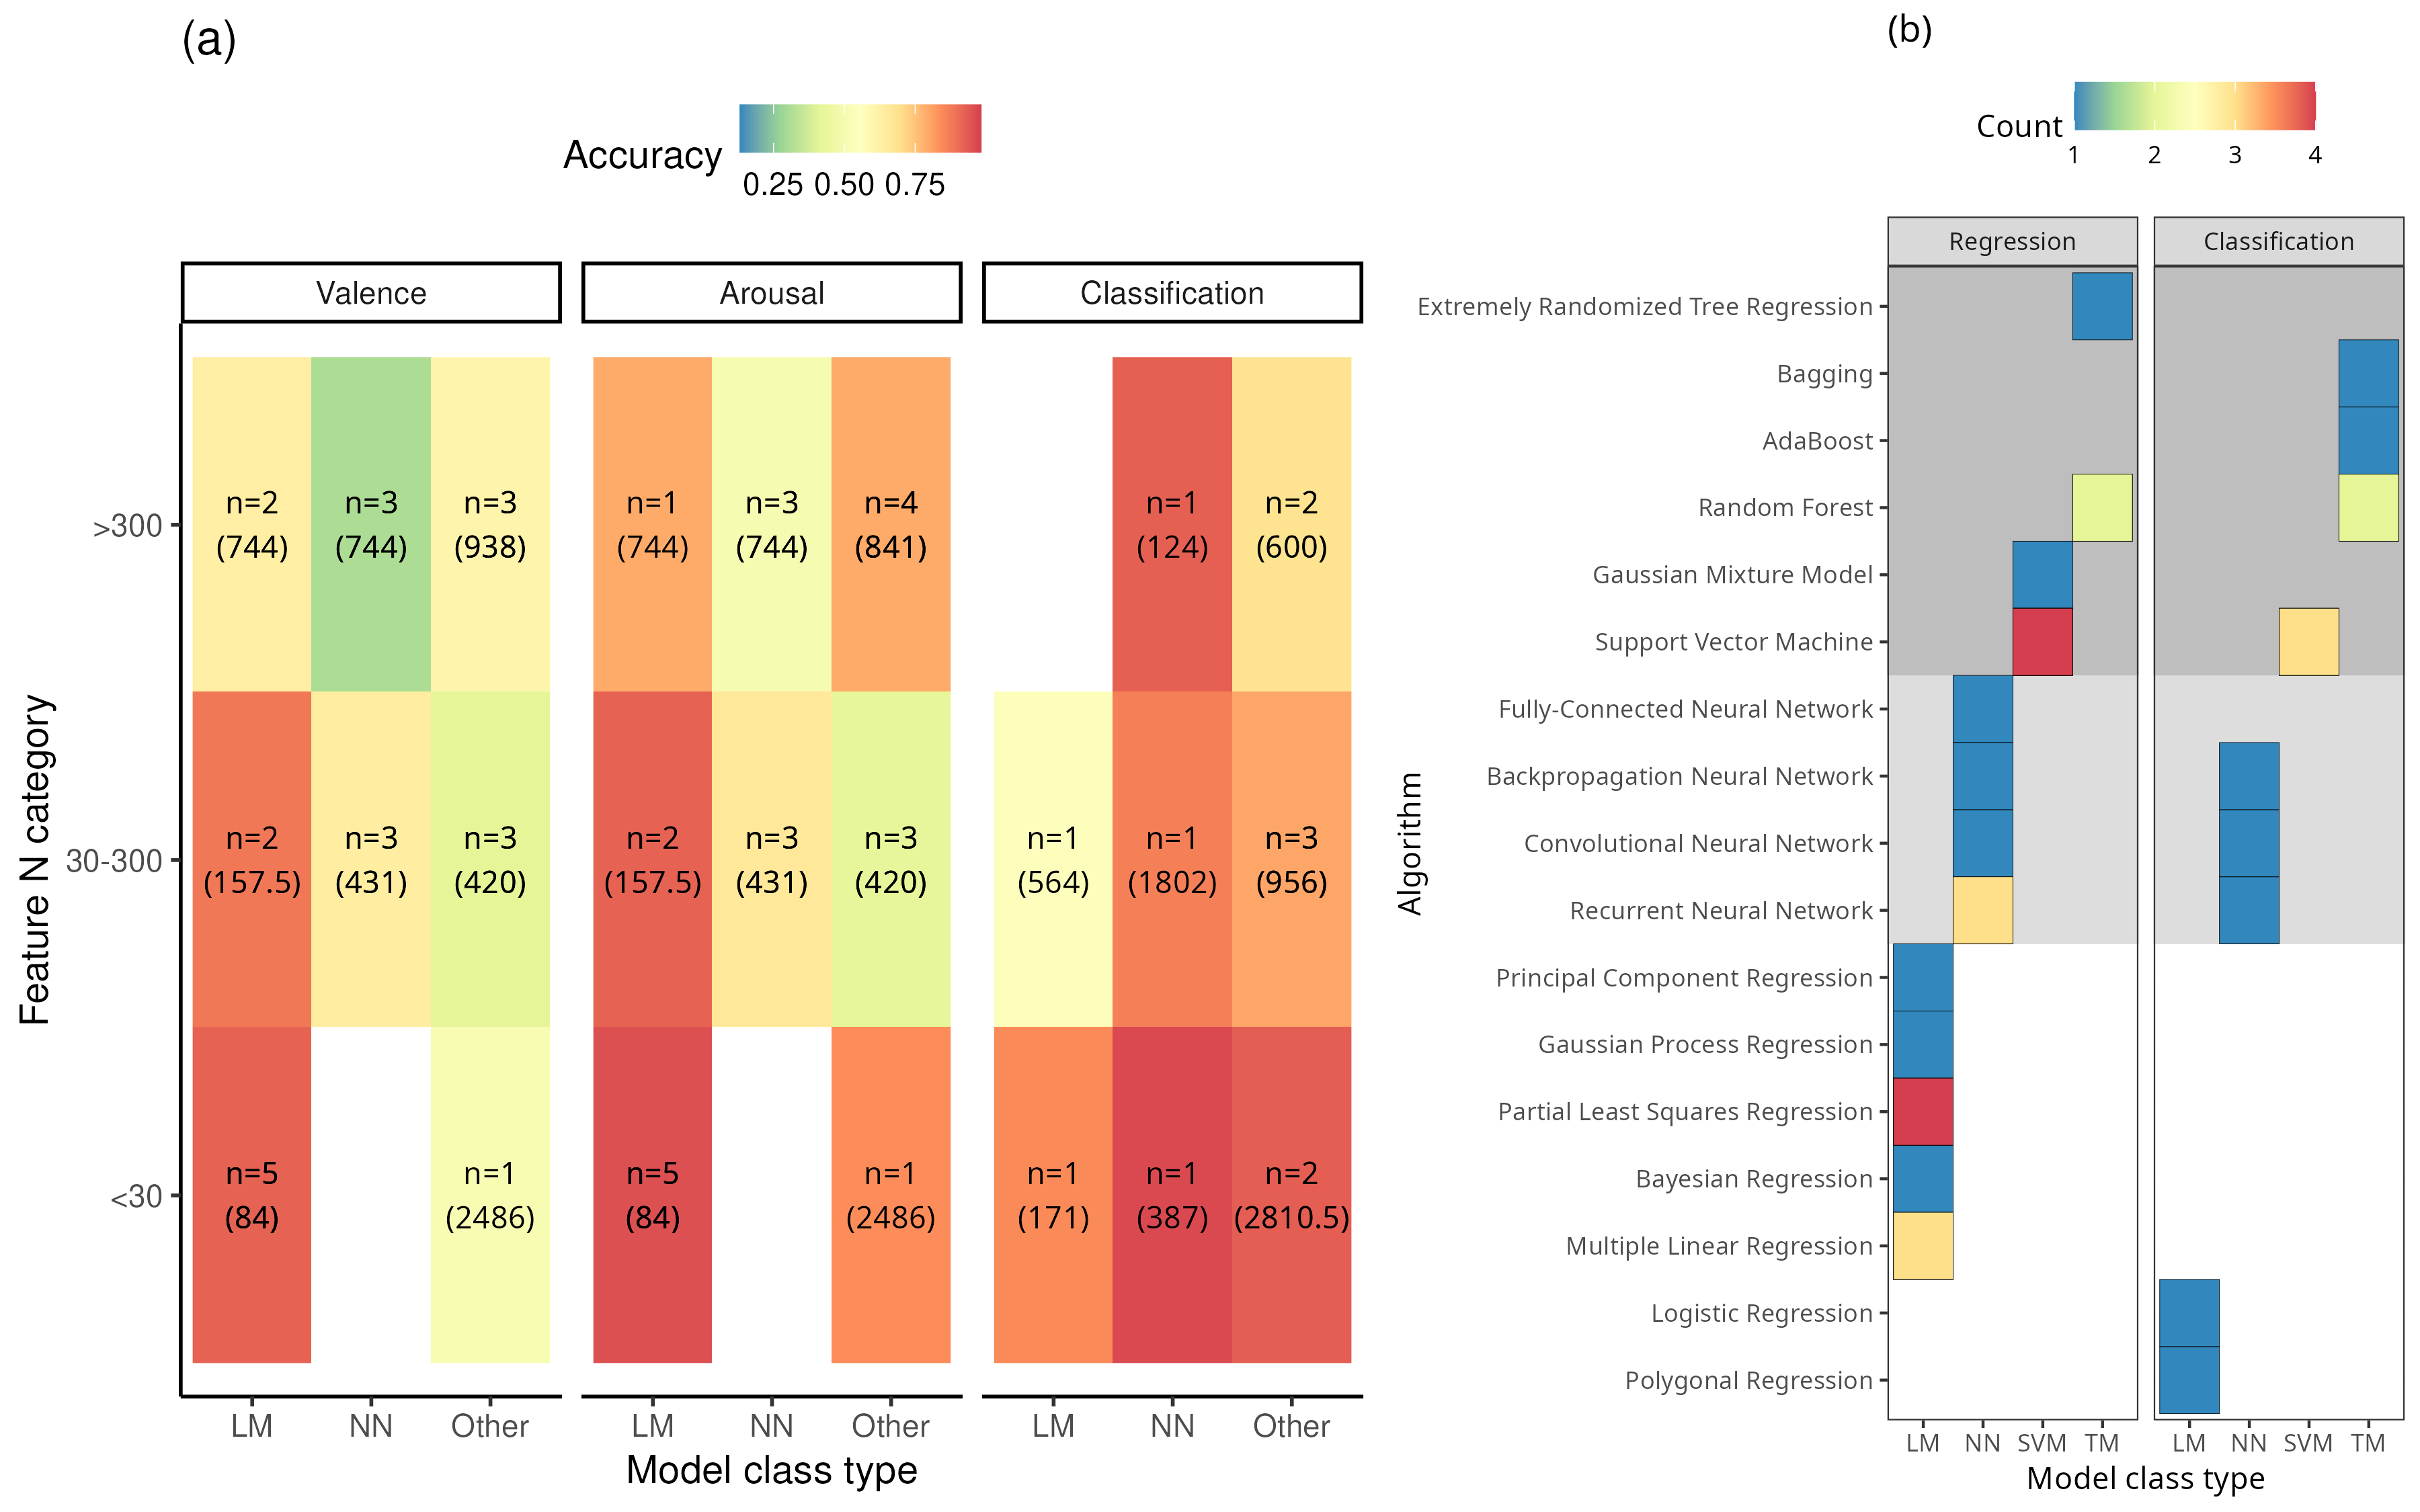 (a)
Accuracy
0.25 0.50 0.75
Valence
Arousal
Classification
Feature N category
>300
n=2
(744)
n=3
(744)
n=3
(938)
n=1
(744)
n=3
(744)
n=4
(841)
n=1
(124)
n=2
(600)
30-300
n=2
(157.5)
n=3
(431)
n=3
(420)
n=2
(157.5)
n=3
(431)
n=3
(420)
n=1
(564)
n=1
(1802)
n=3
(956)
<30
n=5
(84)
n=1
(2486)
n=5
(84)
n=1
(2486)
n=1
(171)
n=1
(387)
n=2
(2810.5)
LM NN Other
LM NN Other
LM NN Other
Model class type
(b)
Count
1 2 3 4
Regression
Classification
Algorithm
Extremely Randomized Tree Regression
Bagging
AdaBoost
Random Forest
Gaussian Mixture Model
Support Vector Machine
Fully-Connected Neural Network
Backpropagation Neural Network
Convolutional Neural Network
Recurrent Neural Network
Principal Component Regression
Gaussian Process Regression
Partial Least Squares Regression
Bayesian Regression
Multiple Linear Regression
Logistic Regression
Polygonal Regression
LM NN SVM TM
LM NN SVM TM
Model class type